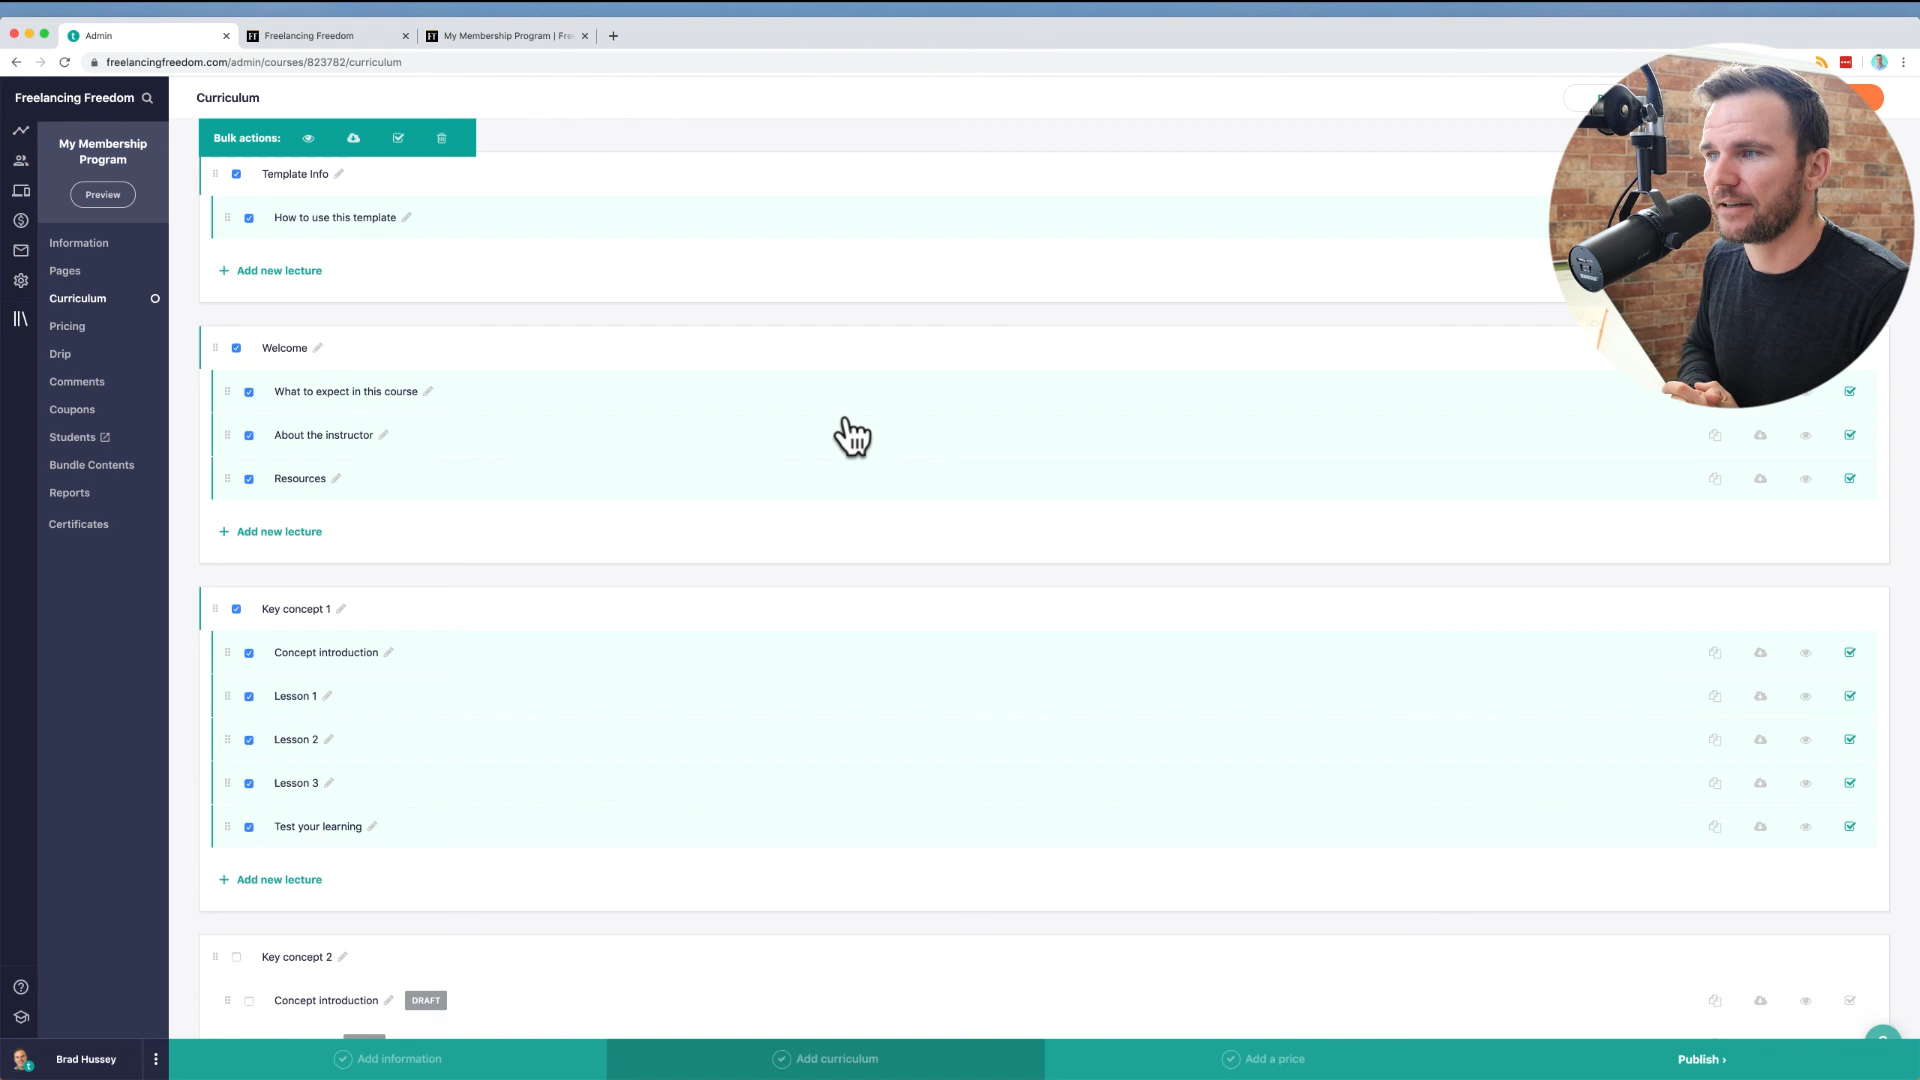 Admin
Freelancing Freedom
My Membership Program | Fre
freelancingfreedom.com/admin/courses/823782/curriculum
Freelancing Freedom
Curriculum
My Membership
Program
Preview
Information
Pages
Curriculum
Pricing
Drip
Comments
Coupons
Students
Bundle Contents
Reports
Certificates
Brad Hussey
Bulk actions:
Template Info
How to use this template
+ Add new lecture
Welcome
What to expect in this course
About the instructor
Resources
+ Add new lecture
Key concept 1
Concept introduction
Lesson 1
Lesson 2
Lesson 3
Test your learning
+ Add new lecture
Key concept 2
Concept introduction DRAFT
Add information
Add curriculum
Add a price
Publish ›